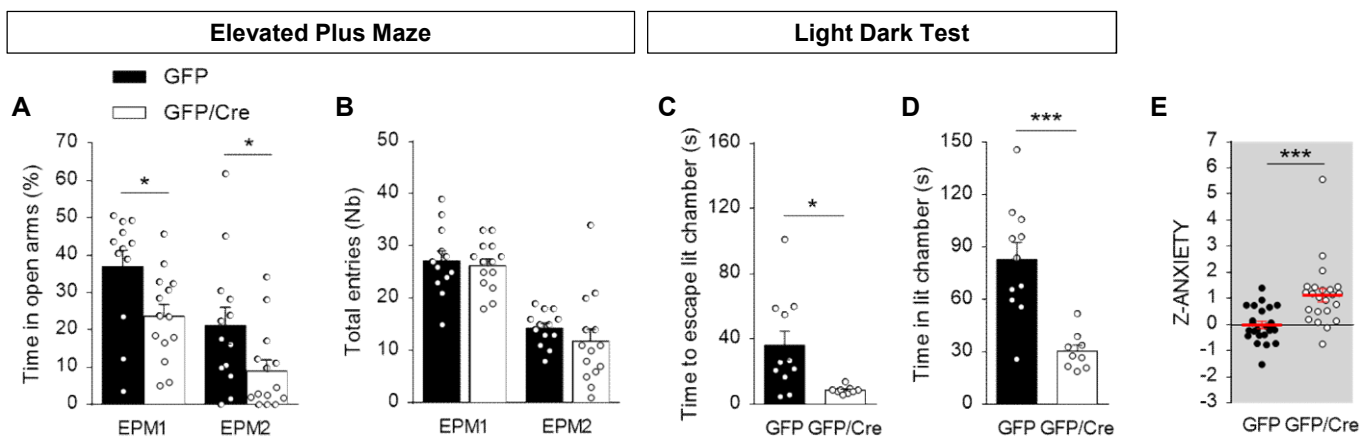 Elevated Plus Maze
Light Dark Test
GFP
GFP/Cre
A
Time in open arms (%)
70
60
50
40
30
20
10
0
*
*
EPM1
EPM2
B
Total entries (Nb)
50
40
30
20
10
0
EPM1
EPM2
C
Time to escape lit chamber (s)
160
120
80
40
0
*
GFP GFP/Cre
D
Time in lit chamber (s)
150
120
90
60
30
0
***
GFP GFP/Cre
E
Z-ANXIETY
7
6
5
4
3
2
1
0
-1
-2
-3
***
GFP GFP/Cre